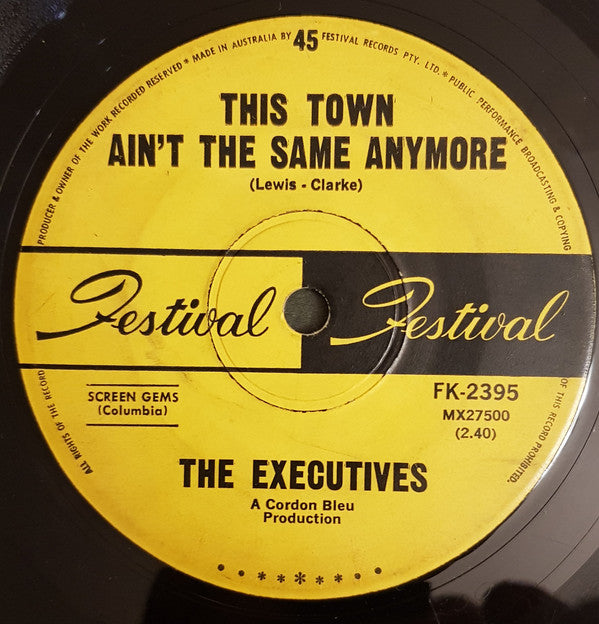 PRODUCER & OWNER OF THE WORK RECORDED RESERVED * MADE IN AUSTRALIA BY 45 FESTIVAL RECORDS PTY. LTD. * PUBLIC PERFORMANCE BROADCASTING & COPYING
THIS TOWN
AIN'T THE SAME ANYMORE
(Lewis - Clarke)
Festival Festival
SCREEN GEMS
(Columbia)
FK-2395
MX27500
(2.40)
THE EXECUTIVES
A Cordon Bleu
Production
ALL RIGHTS OF THE RECORD
OF THIS RECORD PROHIBITED.